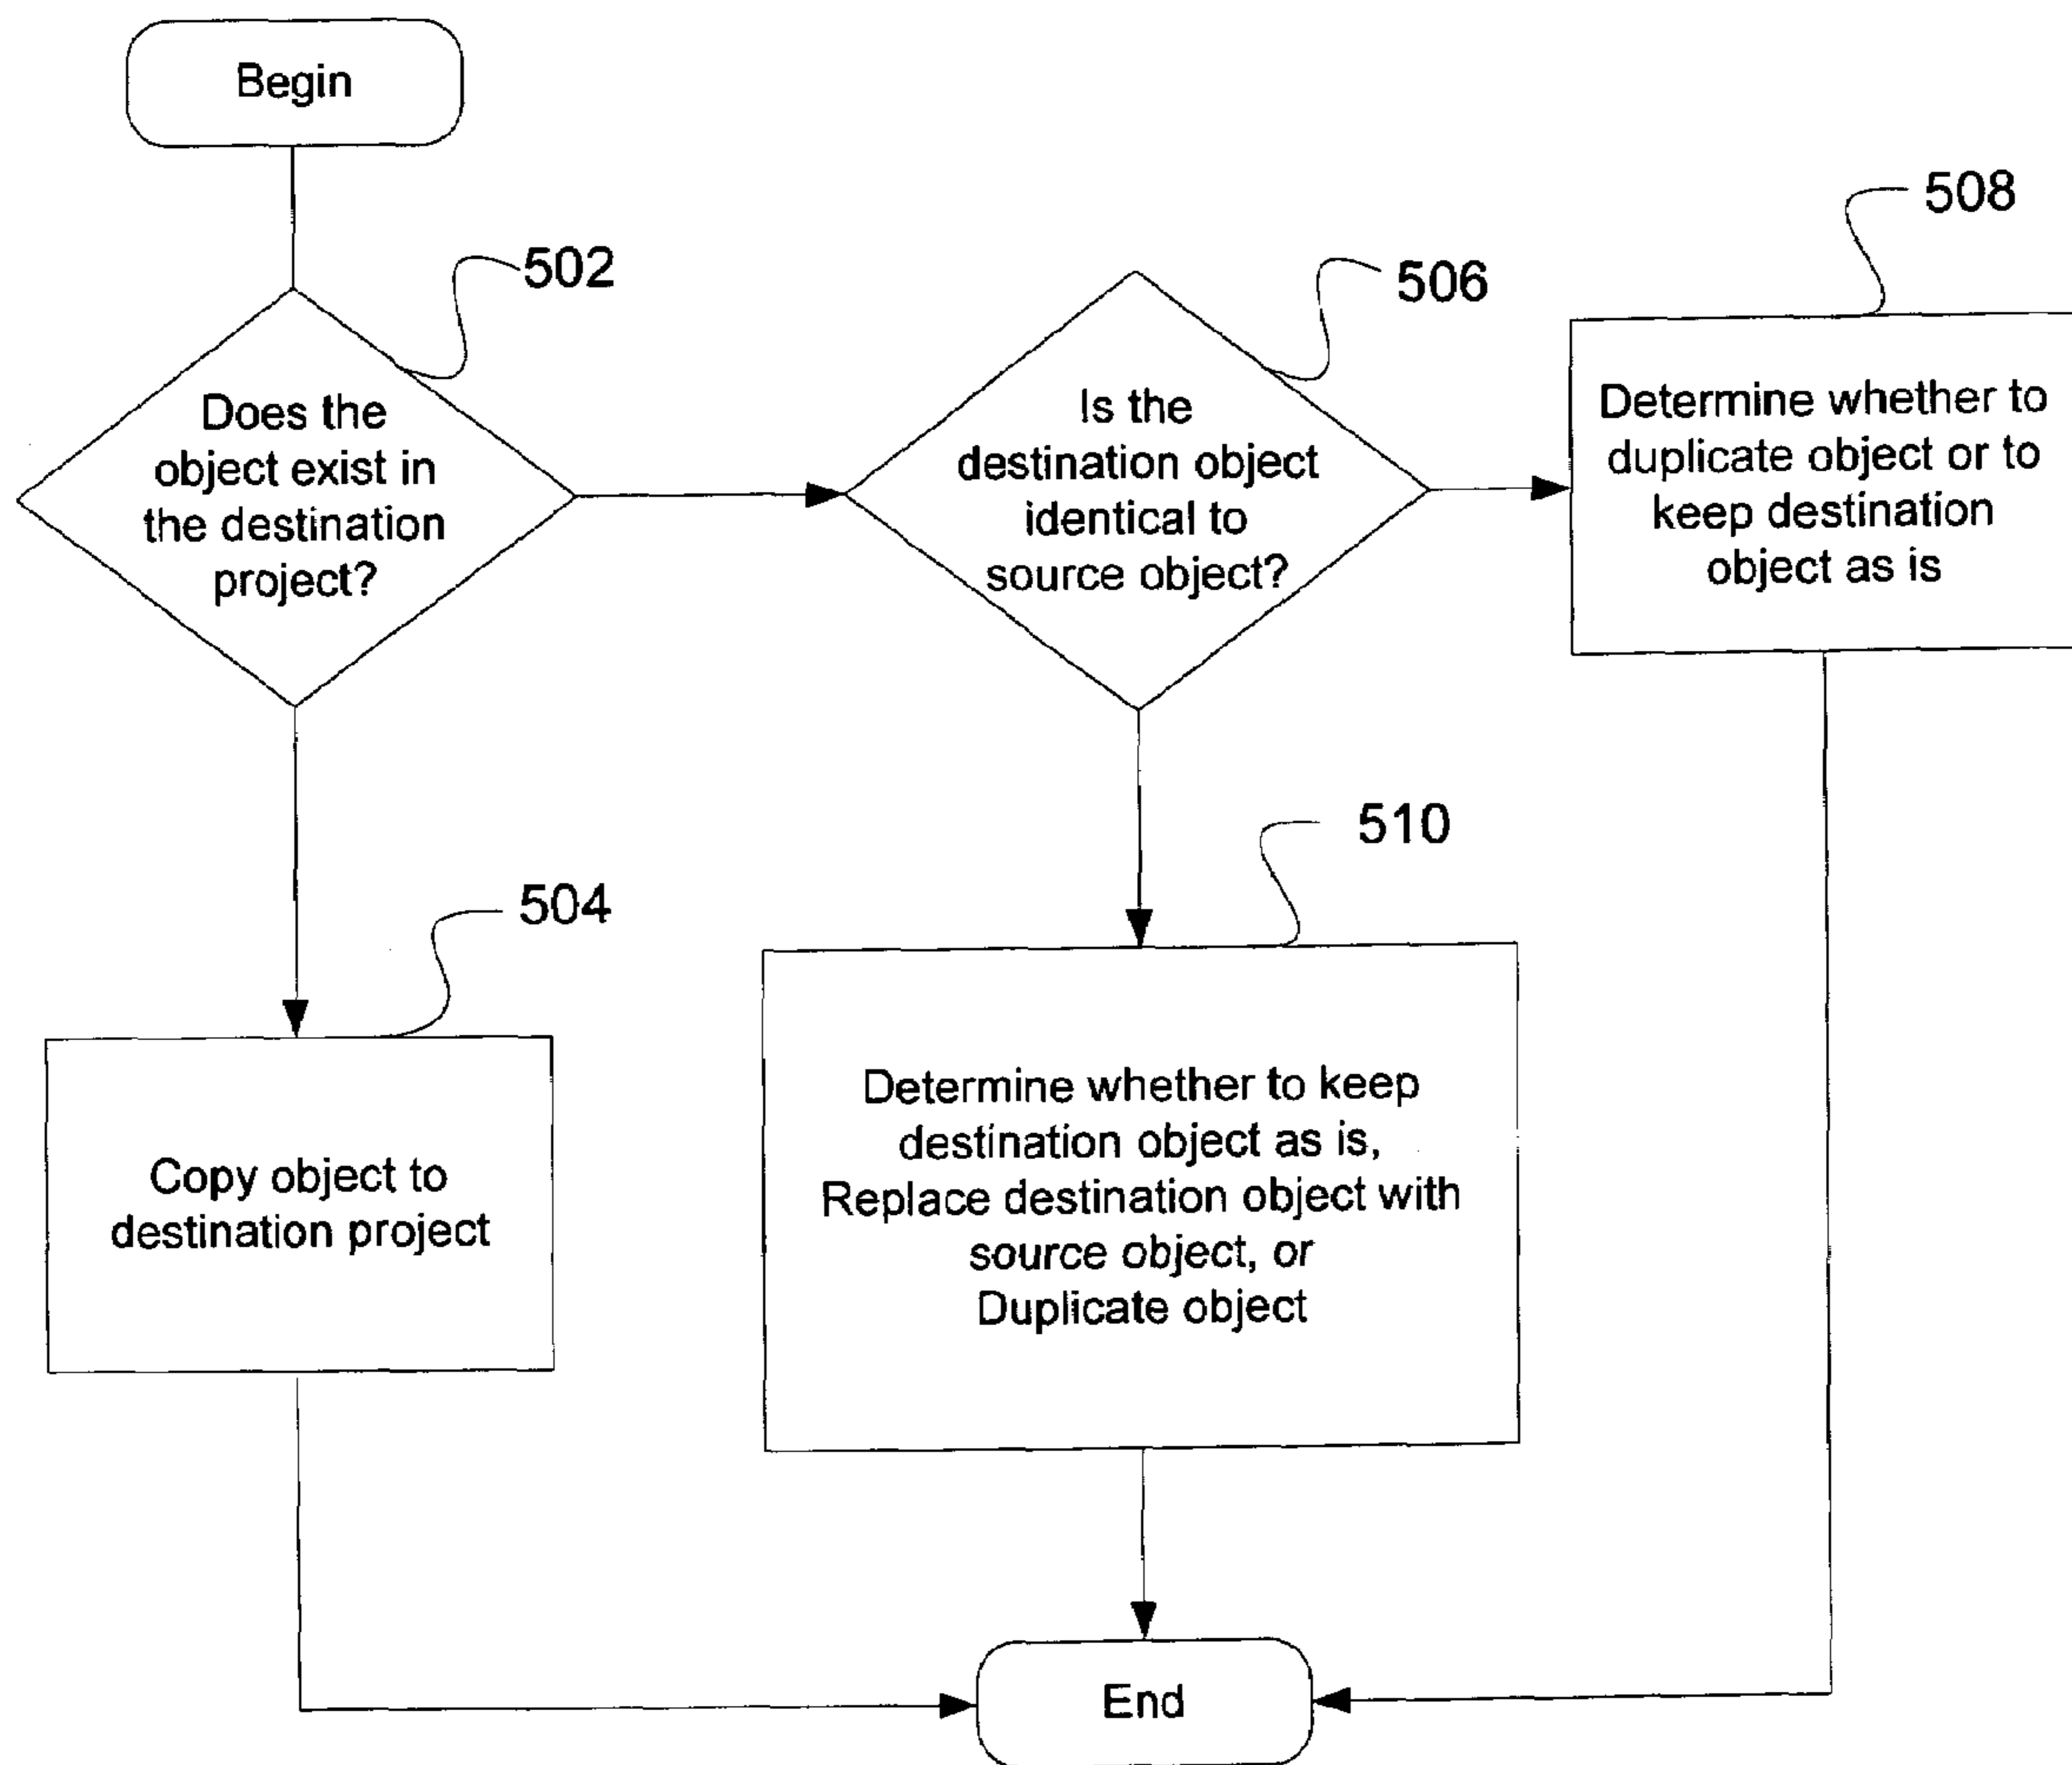 Begin
502
Does the
object exist in
the destination
project?
506
Is the
destination object
identical to
source object?
508
Determine whether to
duplicate object or to
keep destination
object as is
504
Copy object to
destination project
510
Determine whether to keep
destination object as is,
Replace destination object with
source object, or
Duplicate object
End